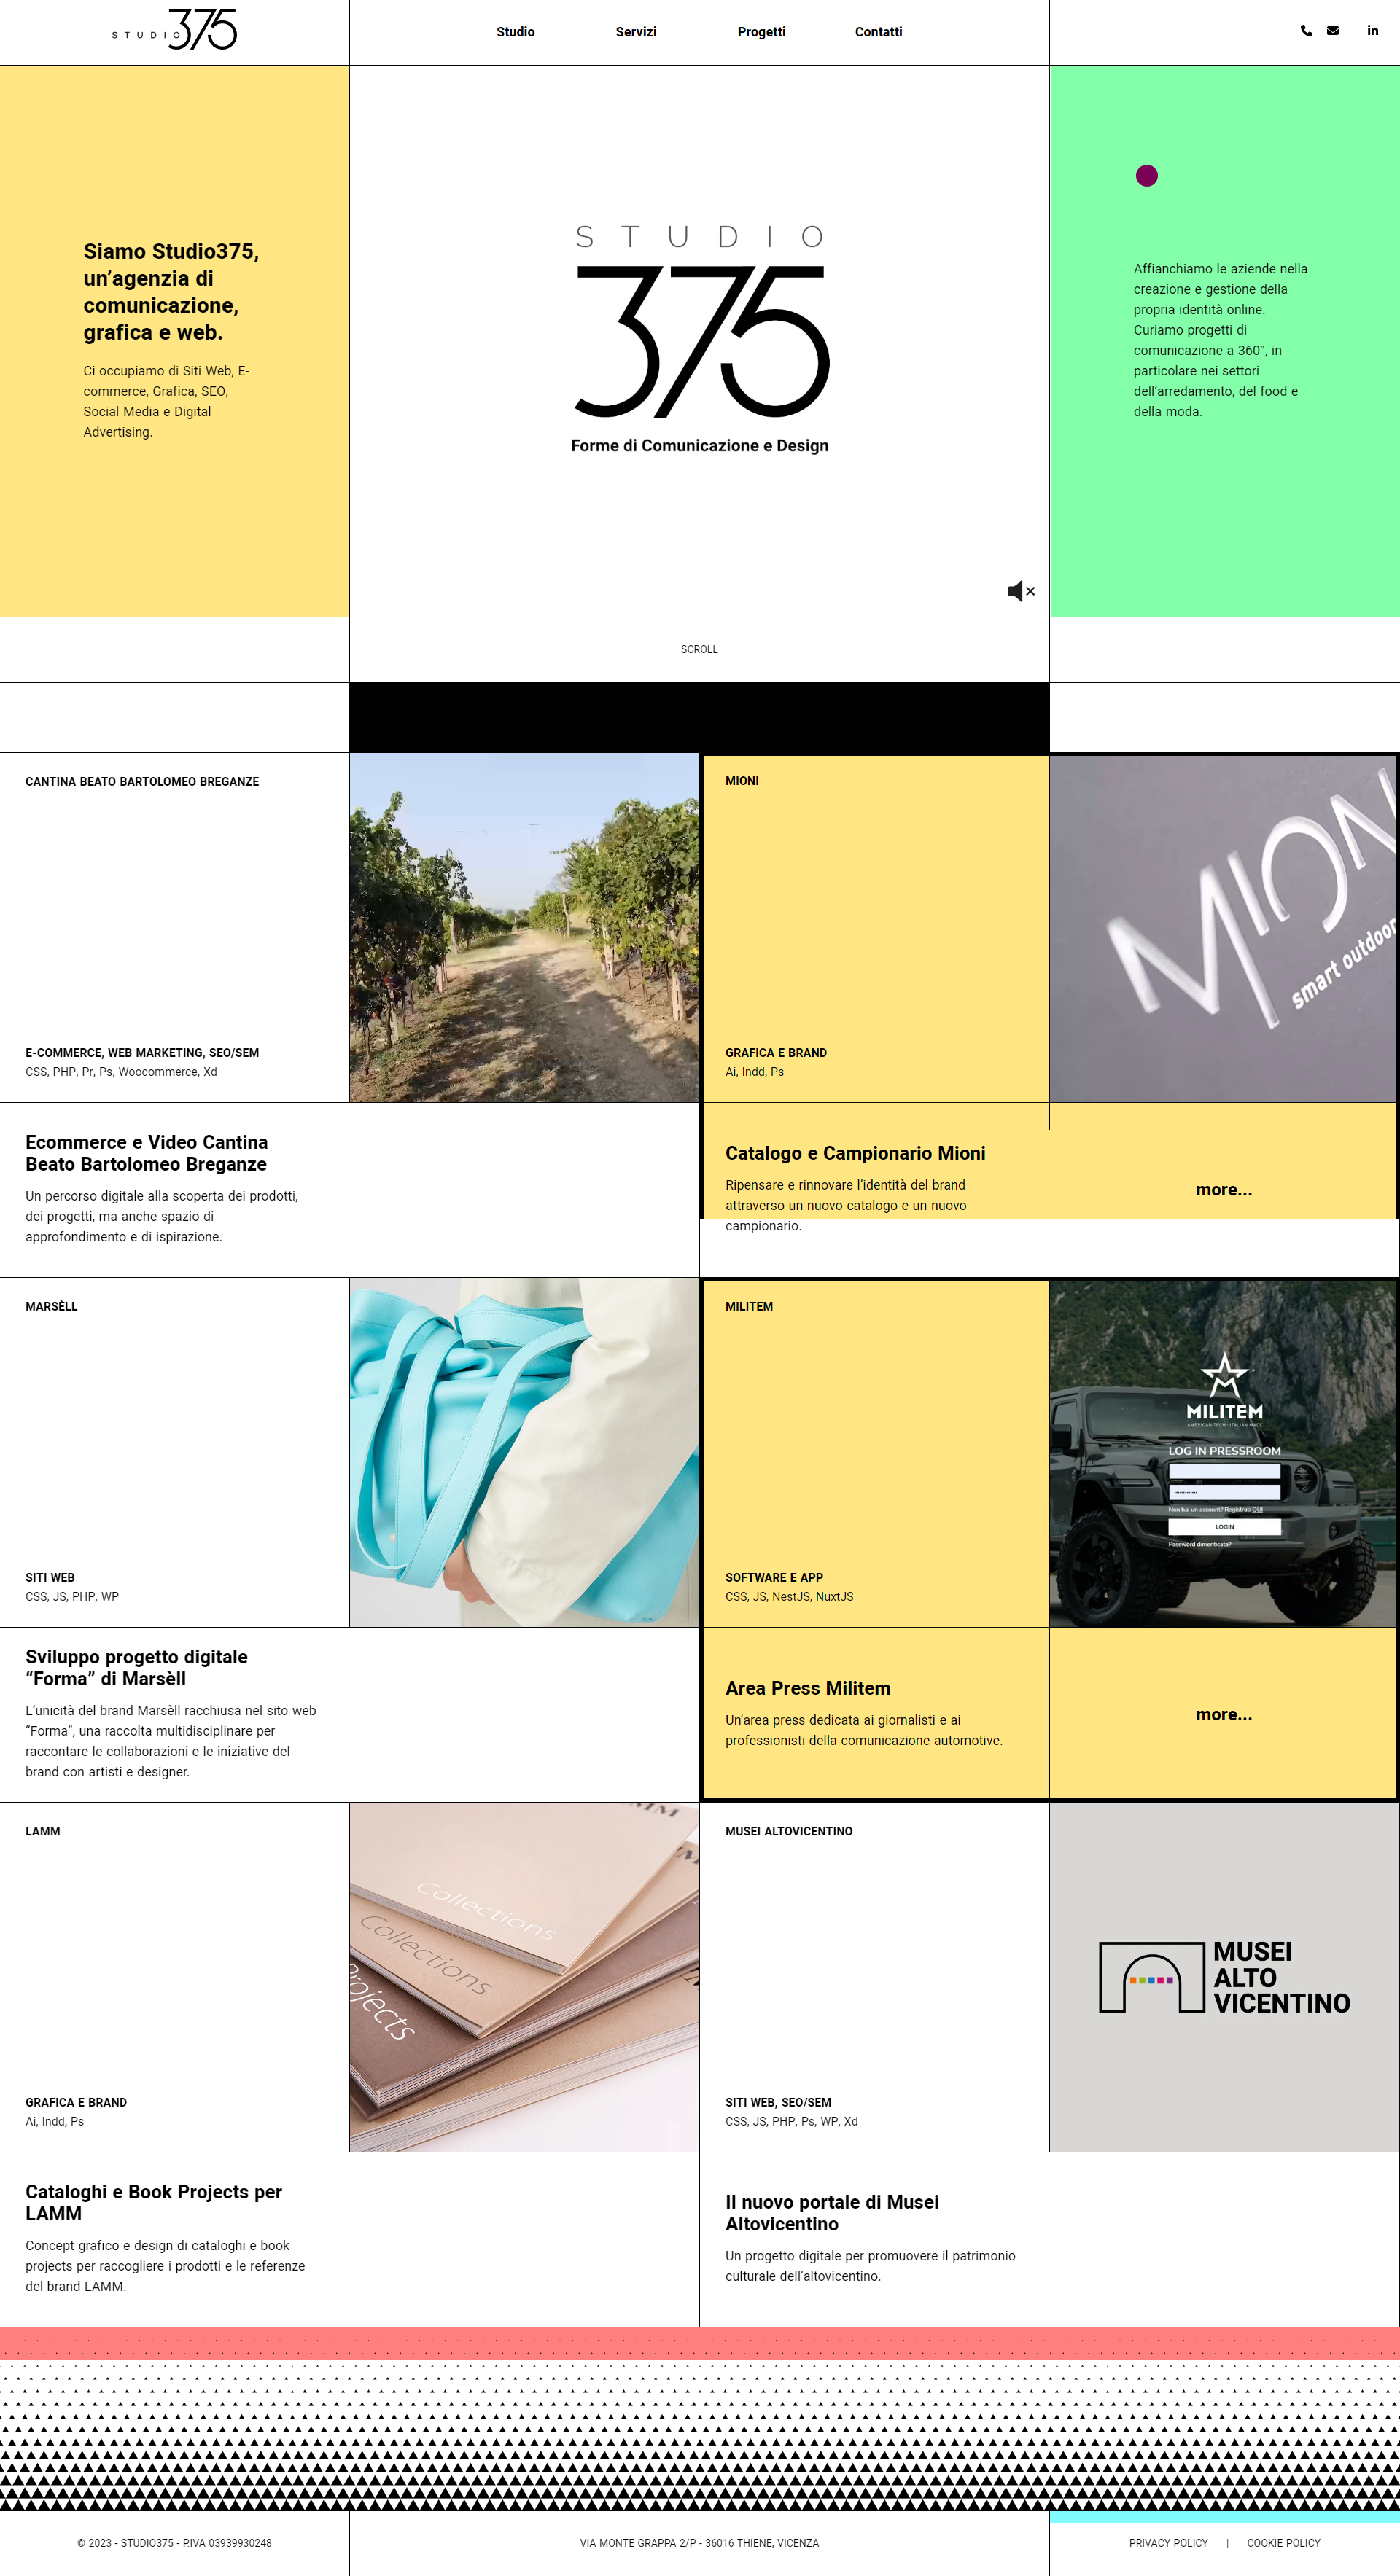 STUDIO 375
Studio
Servizi
Progetti
Contatti
Siamo Studio375,
un’agenzia di
comunicazione,
grafica e web.
Ci occupiamo di Siti Web, E-
commerce, Grafica, SEO,
Social Media e Digital
Advertising.
STUDIO
375
Forme di Comunicazione e Design
Affianchiamo le aziende nella
creazione e gestione della
propria identità online.
Curiamo progetti di
comunicazione a 360°, in
particolare nei settori
dell’arredamento, del food e
della moda.
SCROLL
CANTINA BEATO BARTOLOMEO BREGANZE
E-COMMERCE, WEB MARKETING, SEO/SEM
CSS, PHP, Pr, Ps, Woocommerce, Xd
Ecommerce e Video Cantina
Beato Bartolomeo Breganze
Un percorso digitale alla scoperta dei prodotti,
dei progetti, ma anche spazio di
approfondimento e di ispirazione.
MIONI
GRAFICA E BRAND
Ai, Indd, Ps
MION
smart outdoor
Catalogo e Campionario Mioni
Ripensare e rinnovare l’identità del brand
attraverso un nuovo catalogo e un nuovo
campionario.
more...
MARSÈLL
SITI WEB
CSS, JS, PHP, WP
Sviluppo progetto digitale
“Forma” di Marsèll
L’unicità del brand Marsèll racchiusa nel sito web
“Forma”, una raccolta multidisciplinare per
raccontare le collaborazioni e le iniziative del
brand con artisti e designer.
MILITEM
SOFTWARE E APP
CSS, JS, NestJS, NuxtJS
MILITEM
AMERICAN TECH · ITALIAN MADE
LOG IN PRESSROOM
Non hai un account? Registrati QUI
LOGIN
Password dimenticata?
Area Press Militem
Un’area press dedicata ai giornalisti e ai
professionisti della comunicazione automotive.
more...
LAMM
GRAFICA E BRAND
Ai, Indd, Ps
Collections
Collections
Projects
Cataloghi e Book Projects per
LAMM
Concept grafico e design di cataloghi e book
projects per raccogliere i prodotti e le referenze
del brand LAMM.
MUSEI ALTOVICENTINO
SITI WEB, SEO/SEM
CSS, JS, PHP, Ps, WP, Xd
MUSEI
ALTO
VICENTINO
Il nuovo portale di Musei
Altovicentino
Un progetto digitale per promuovere il patrimonio
culturale dell’altovicentino.
© 2023 - STUDIO375 - P.IVA 03939930248
VIA MONTE GRAPPA 2/P - 36016 THIENE, VICENZA
PRIVACY POLICY | COOKIE POLICY